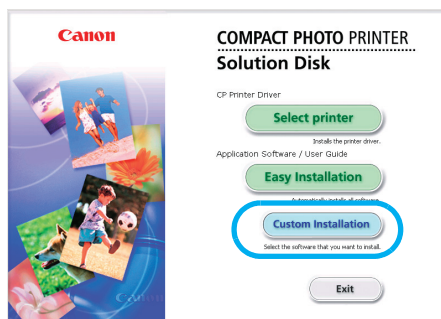 Canon
COMPACT PHOTO PRINTER
Solution Disk
CP Printer Driver
Select printer
Installs the printer driver.
Application Software / User Guide
Easy Installation
Automatically installs all software.
Custom Installation
Select the software that you want to install.
Exit
Canon